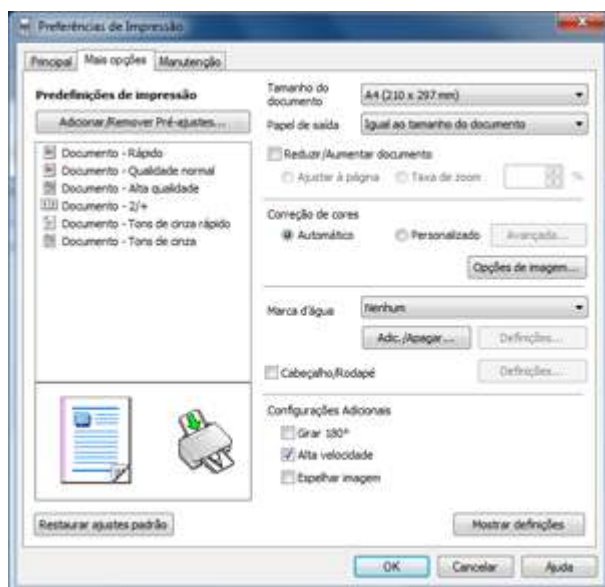 Preferências de Impressão
Principal Mais opções Manutenção
Predefinições de impressão
Adicionar/Remover Pré-ajustes...
Documento - Rápido
Documento - Qualidade normal
Documento - Alta qualidade
Documento - 2/+
Documento - Tons de cinza rápido
Documento - Tons de cinza
Restaurar ajustes padrão
Tamanho do documento
A4 (210 x 297 mm)
Papel de saída
Igual ao tamanho do documento
Reduzir/Aumentar documento
Ajustar à página
Taxa de zoom
%
Correção de cores
Automático
Personalizado
Avançada...
Opções de imagem...
Marca d'água
Nenhum
Adic./Apagar...
Definições...
Cabeçalho/Rodapé
Definições...
Configurações Adicionais
Girar 180°
Alta velocidade
Espelhar imagem
Mostrar definições
OK
Cancelar
Ajuda